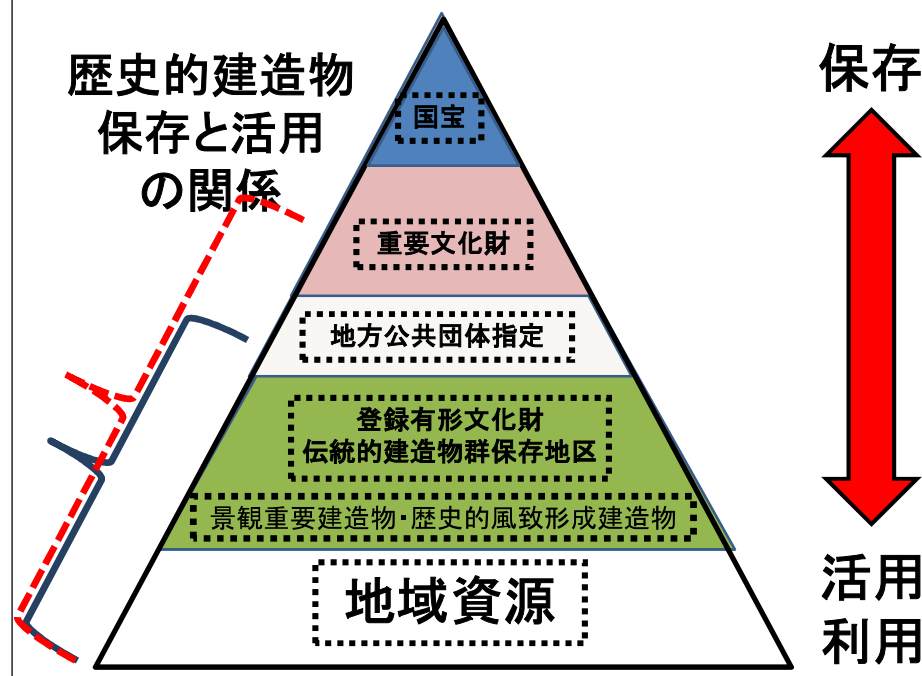 歴史的建造物
保存と活用
の関係
保存
国宝
重要文化財
地方公共団体指定
登録有形文化財
伝統的建造物群保存地区
景観重要建造物・歴史的風致形成建造物
地域資源
活用
利用